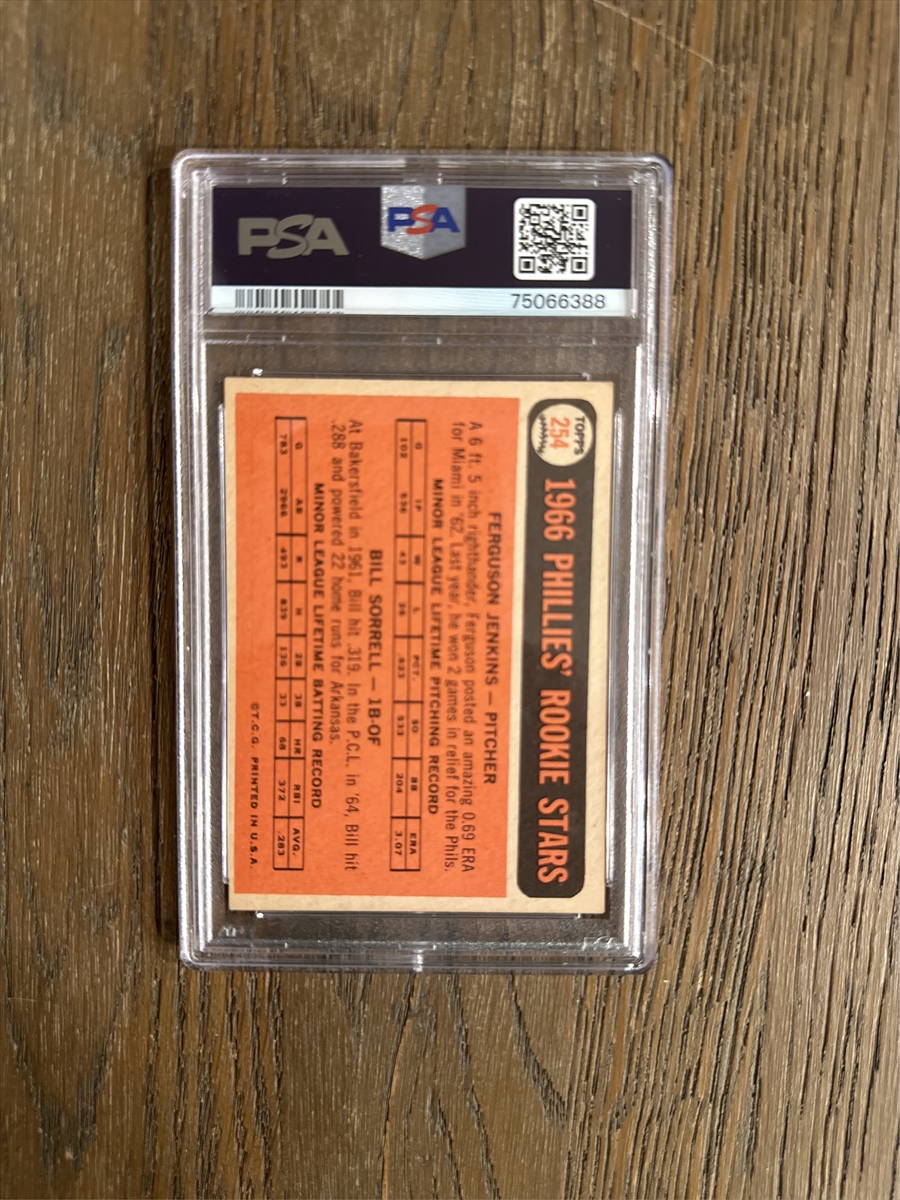 PSA
PSA
75066388
TOPPS
254
1966 PHILLIES' ROOKIE STARS
FERGUSON JENKINS — PITCHER
A 6 ft. 5 inch righthander, Ferguson posted an amazing 0.69 ERA
for Miami in '62. Last year, he won 2 games in relief for the Phils.
MINOR LEAGUE LIFETIME PITCHING RECORD
G IP W L PCT. SO BB ERA
102 636 43 26 .623 533 204 3.07
BILL SORRELL — 1B-OF
At Bakersfield in 1961, Bill hit .319. In the P.C.L. in '64, Bill hit
.288 and powered 22 home runs for Arkansas.
MINOR LEAGUE LIFETIME BATTING RECORD
G AB R H 2B 3B HR RBI AVG.
783 2966 493 839 136 33 68 372 .283
©T.C.G. PRINTED IN U.S.A.